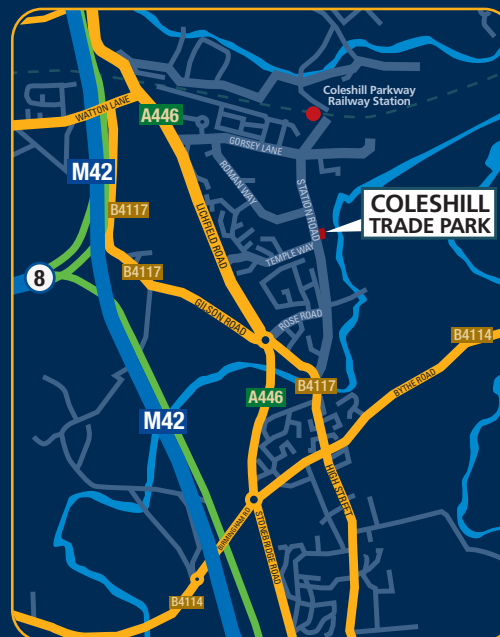 Coleshill Parkway
Railway Station
WATTON LANE
A446
GORSEY LANE
M42
ROMAN WAY
STATION ROAD
COLESHILL
TRADE PARK
B4117
LICHFIELD ROAD
TEMPLE WAY
8
B4117
GILSON ROAD
ROSE ROAD
B4114
B4117
BYTHE ROAD
A446
M42
HIGH STREET
BIRMINGHAM RD
STONEBRIDGE ROAD
B4114